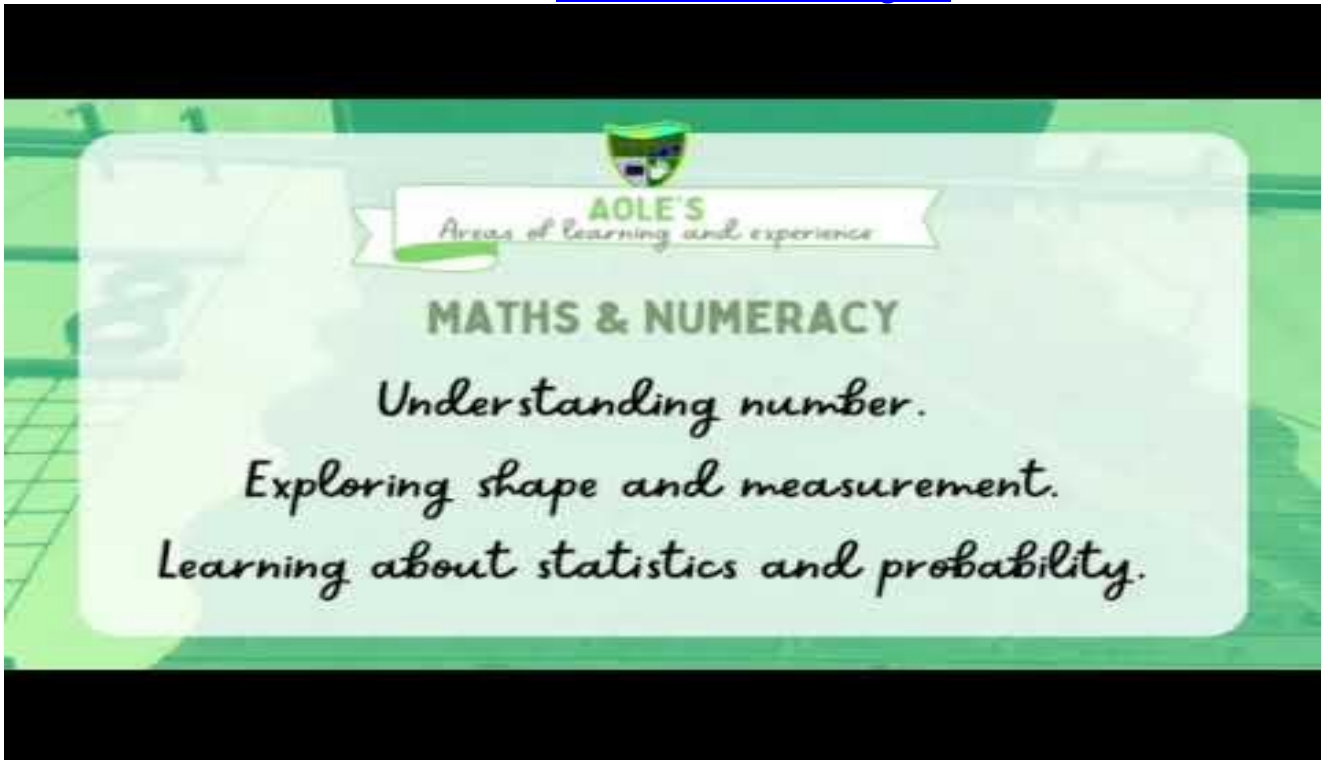 AOLE'S
Areas of learning and experience
MATHS & NUMERACY
Understanding number.
Exploring shape and measurement.
Learning about statistics and probability.